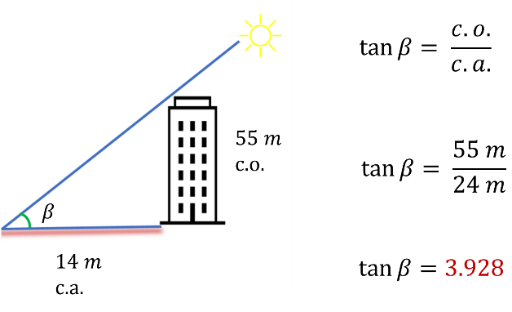 55 m
c.o.
β
14 m
c.a.
tan β = c. o. / c. a.
tan β = 55 m / 24 m
tan β = 3.928